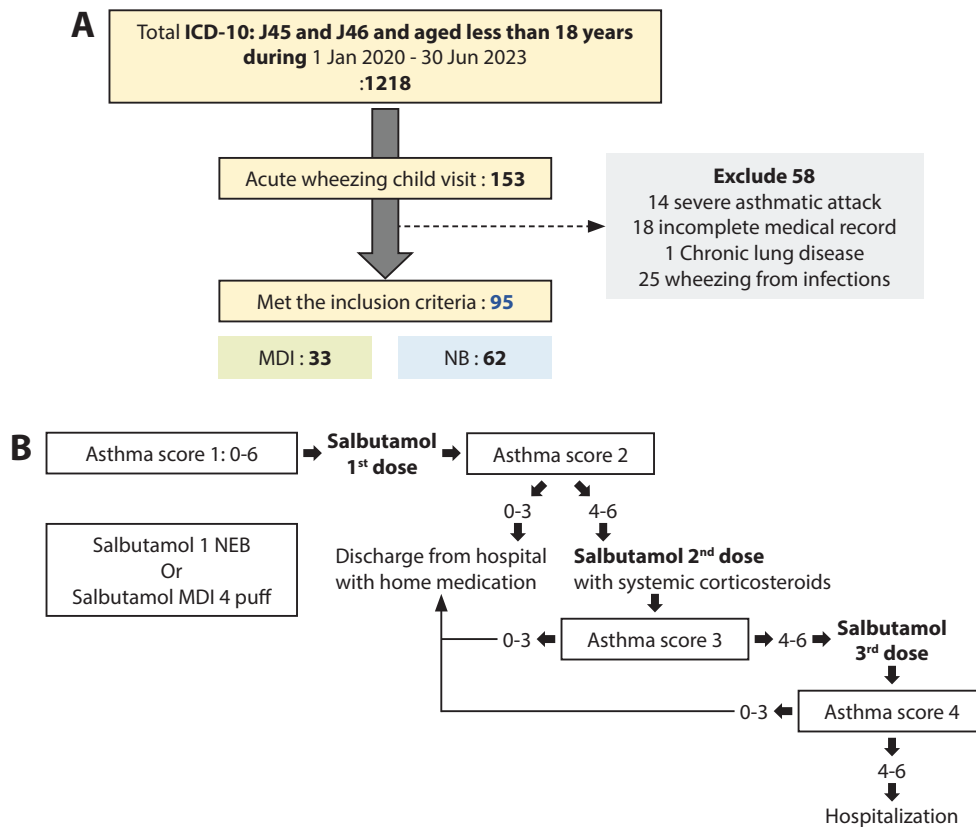 A
Total ICD-10: J45 and J46 and aged less than 18 years
during 1 Jan 2020 - 30 Jun 2023
:1218
Acute wheezing child visit : 153
Exclude 58
14 severe asthmatic attack
18 incomplete medical record
1 Chronic lung disease
25 wheezing from infections
Met the inclusion criteria : 95
MDI : 33
NB : 62
B
Asthma score 1: 0-6
Salbutamol
1st dose
Asthma score 2
0-3
4-6
Salbutamol 1 NEB
Or
Salbutamol MDI 4 puff
Discharge from hospital
with home medication
Salbutamol 2nd dose
with systemic corticosteroids
0-3
Asthma score 3
4-6
Salbutamol
3rd dose
0-3
Asthma score 4
4-6
Hospitalization